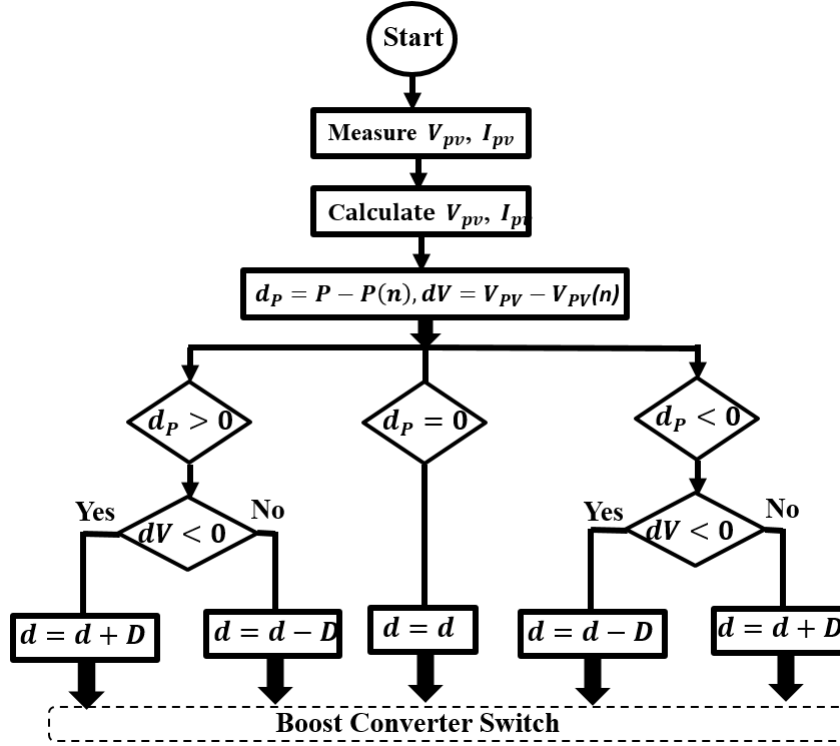 Start
Measure V_pv, I_pv
Calculate V_pv, I_pv
d_P = P − P(n), dV = V_PV − V_PV(n)
d_P > 0
d_P = 0
d_P < 0
Yes
dV < 0
No
Yes
dV < 0
No
d = d + D
d = d − D
d = d
d = d − D
d = d + D
Boost Converter Switch